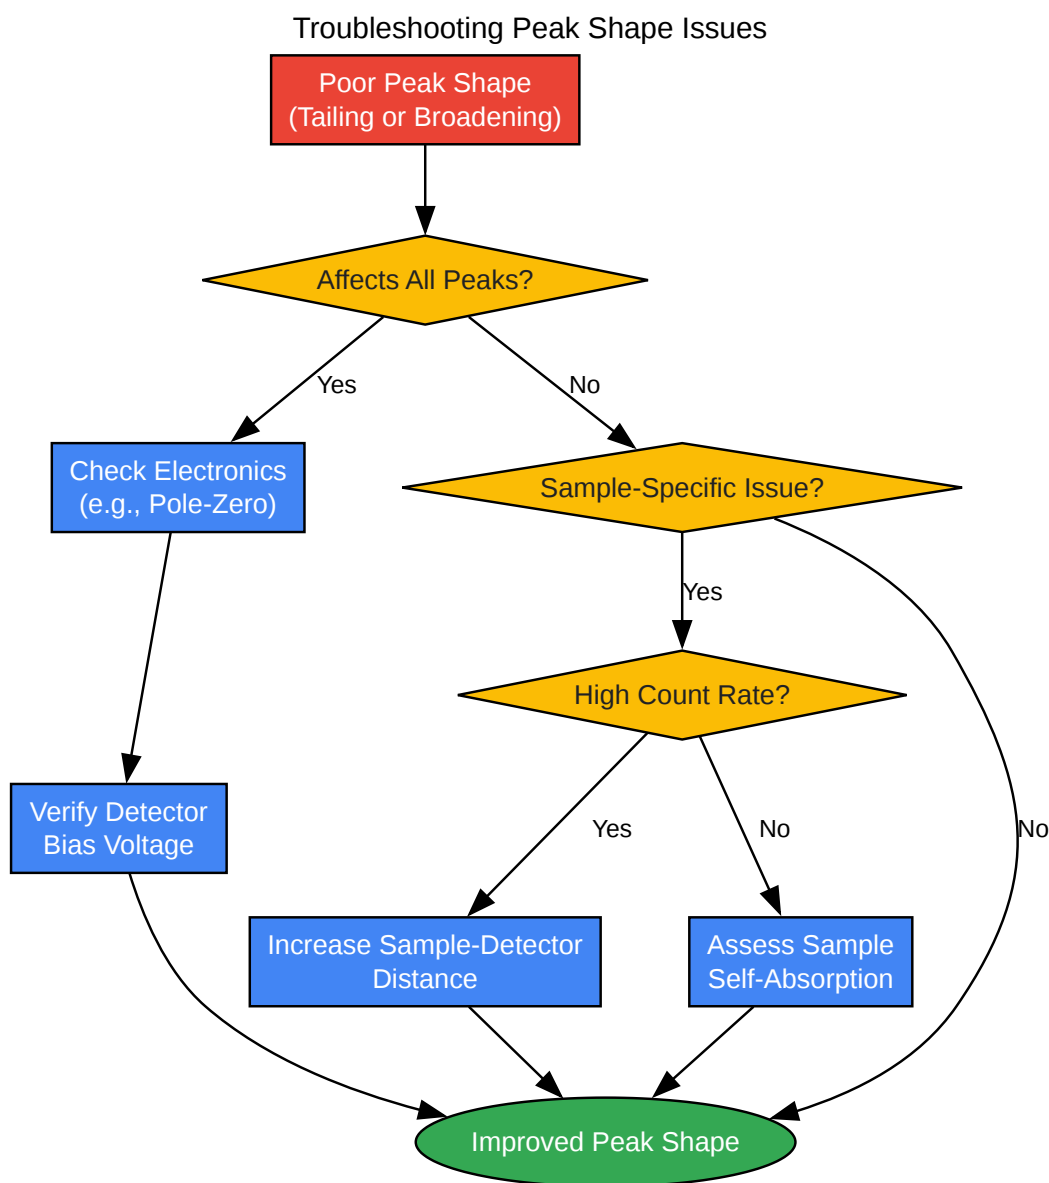 Troubleshooting Peak Shape Issues
Poor Peak Shape
(Tailing or Broadening)
Affects All Peaks?
Yes
No
Check Electronics
(e.g., Pole-Zero)
Sample-Specific Issue?
Yes
High Count Rate?
Verify Detector
Bias Voltage
Yes
No
No
Increase Sample-Detector
Distance
Assess Sample
Self-Absorption
Improved Peak Shape